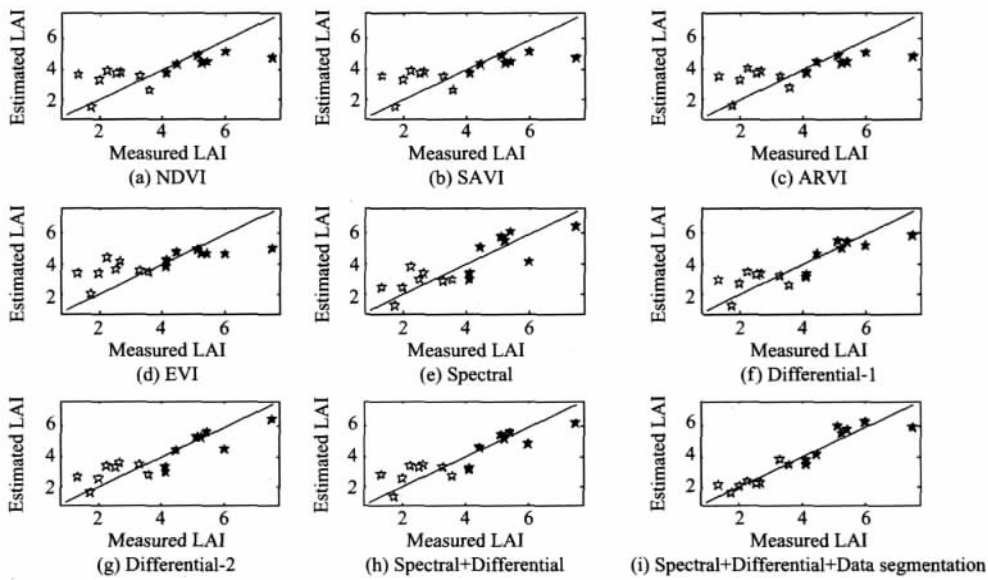 Estimated LAI
6
4
2
2 4 6
Measured LAI
(a) NDVI
Estimated LAI
6
4
2
2 4 6
Measured LAI
(b) SAVI
Estimated LAI
6
4
2
2 4 6
Measured LAI
(c) ARVI
Estimated LAI
6
4
2
2 4 6
Measured LAI
(d) EVI
Estimated LAI
6
4
2
2 4 6
Measured LAI
(e) Spectral
Estimated LAI
6
4
2
2 4 6
Measured LAI
(f) Differential-1
Estimated LAI
6
4
2
2 4 6
Measured LAI
(g) Differential-2
Estimated LAI
6
4
2
2 4 6
Measured LAI
(h) Spectral+Differential
Estimated LAI
6
4
2
2 4 6
Measured LAI
(i) Spectral+Differential+Data segmentation